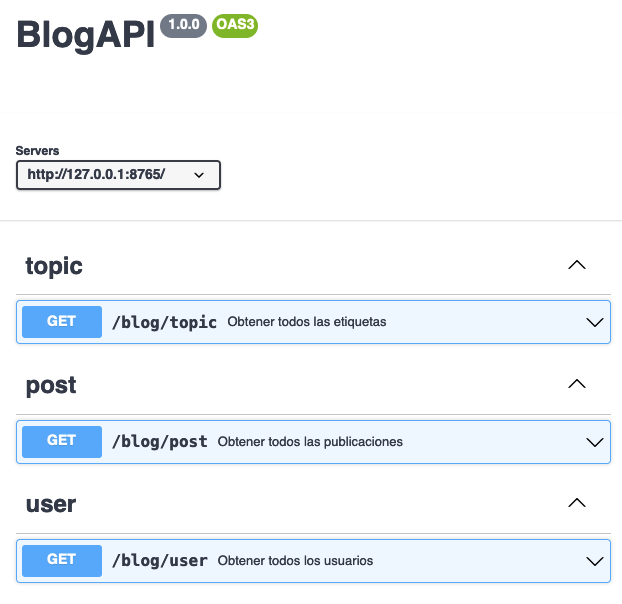 BlogAPI 1.0.0 OAS3
Servers
http://127.0.0.1:8765/
topic
GET /blog/topic Obtener todos las etiquetas
post
GET /blog/post Obtener todos las publicaciones
user
GET /blog/user Obtener todos los usuarios